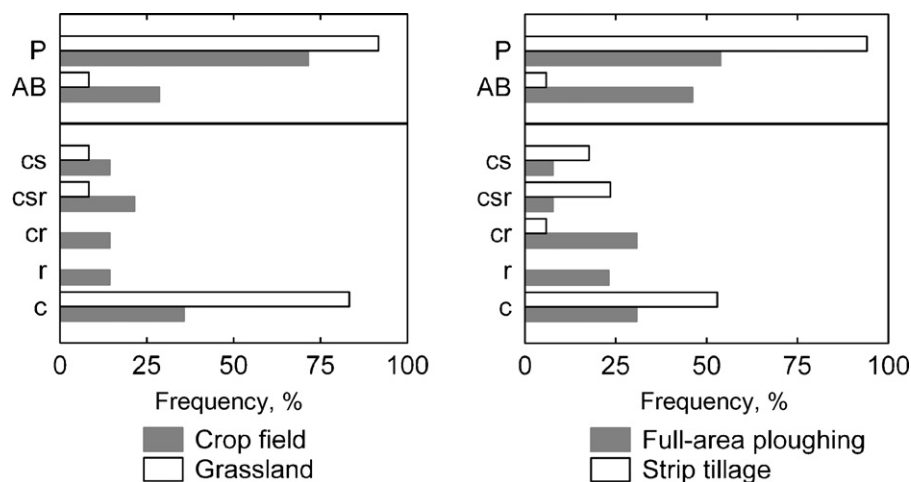 P
AB
cs
csr
cr
r
c
0 25 50 75 100
Frequency, %
Crop field
Grassland
P
AB
cs
csr
cr
r
c
0 25 50 75 100
Frequency, %
Full-area ploughing
Strip tillage